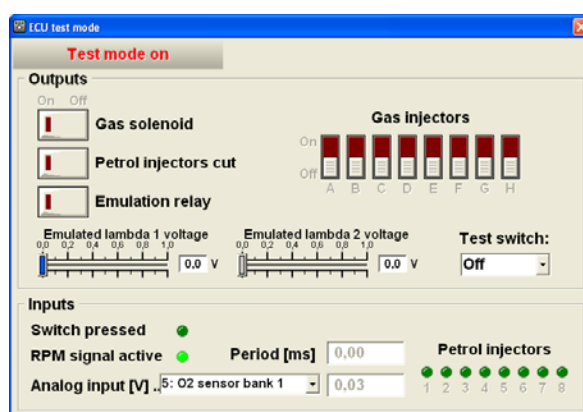 ECU test mode
Test mode on
Outputs
On Off
Gas solenoid
Gas injectors
On
Petrol injectors cut
Off
A B C D E F G H
Emulation relay
Emulated lambda 1 voltage
Emulated lambda 2 voltage
Test switch:
0,0 0,2 0,4 0,6 0,8 1,0
0,0 0,2 0,4 0,6 0,8 1,0
0,0 V
0,0 V
Off
Inputs
Switch pressed
RPM signal active
Period [ms] 0,00
Petrol injectors
Analog input [V] .. 5: O2 sensor bank 1 0,03
1 2 3 4 5 6 7 8